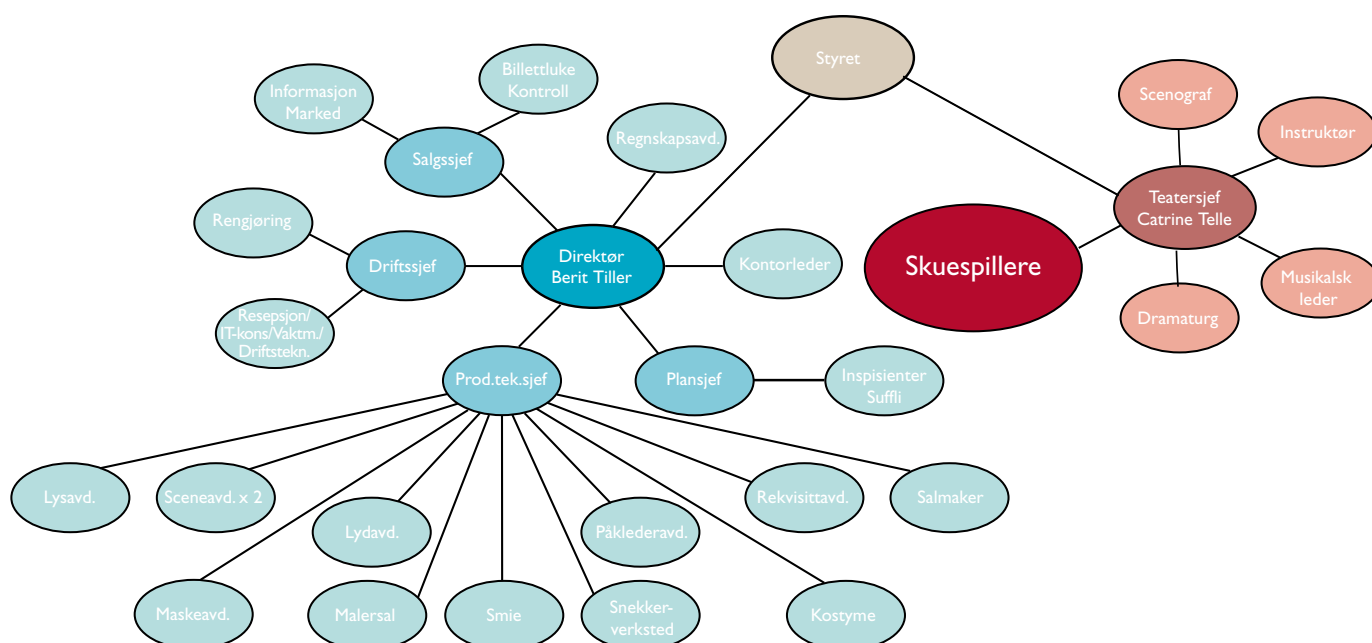 Styret
Billettluke
Kontroll
Informasjon
Marked
Scenograf
Instruktør
Regnskapsavd.
Salgssjef
Teatersjef
Catrine Telle
Rengjøring
Driftssjef
Direktør
Berit Tiller
Kontorleder
Skuespillere
Musikalsk
leder
Dramaturg
Resepsjon/
IT-kons/Vaktm./
Driftstekn.
Prod.tek.sjef
Plansjef
Inspisienter
Suffli
Lysavd.
Sceneavd. x 2
Lydavd.
Påklederavd.
Rekvisittavd.
Salmaker
Maskeavd.
Malersal
Smie
Snekker-
verksted
Kostyme